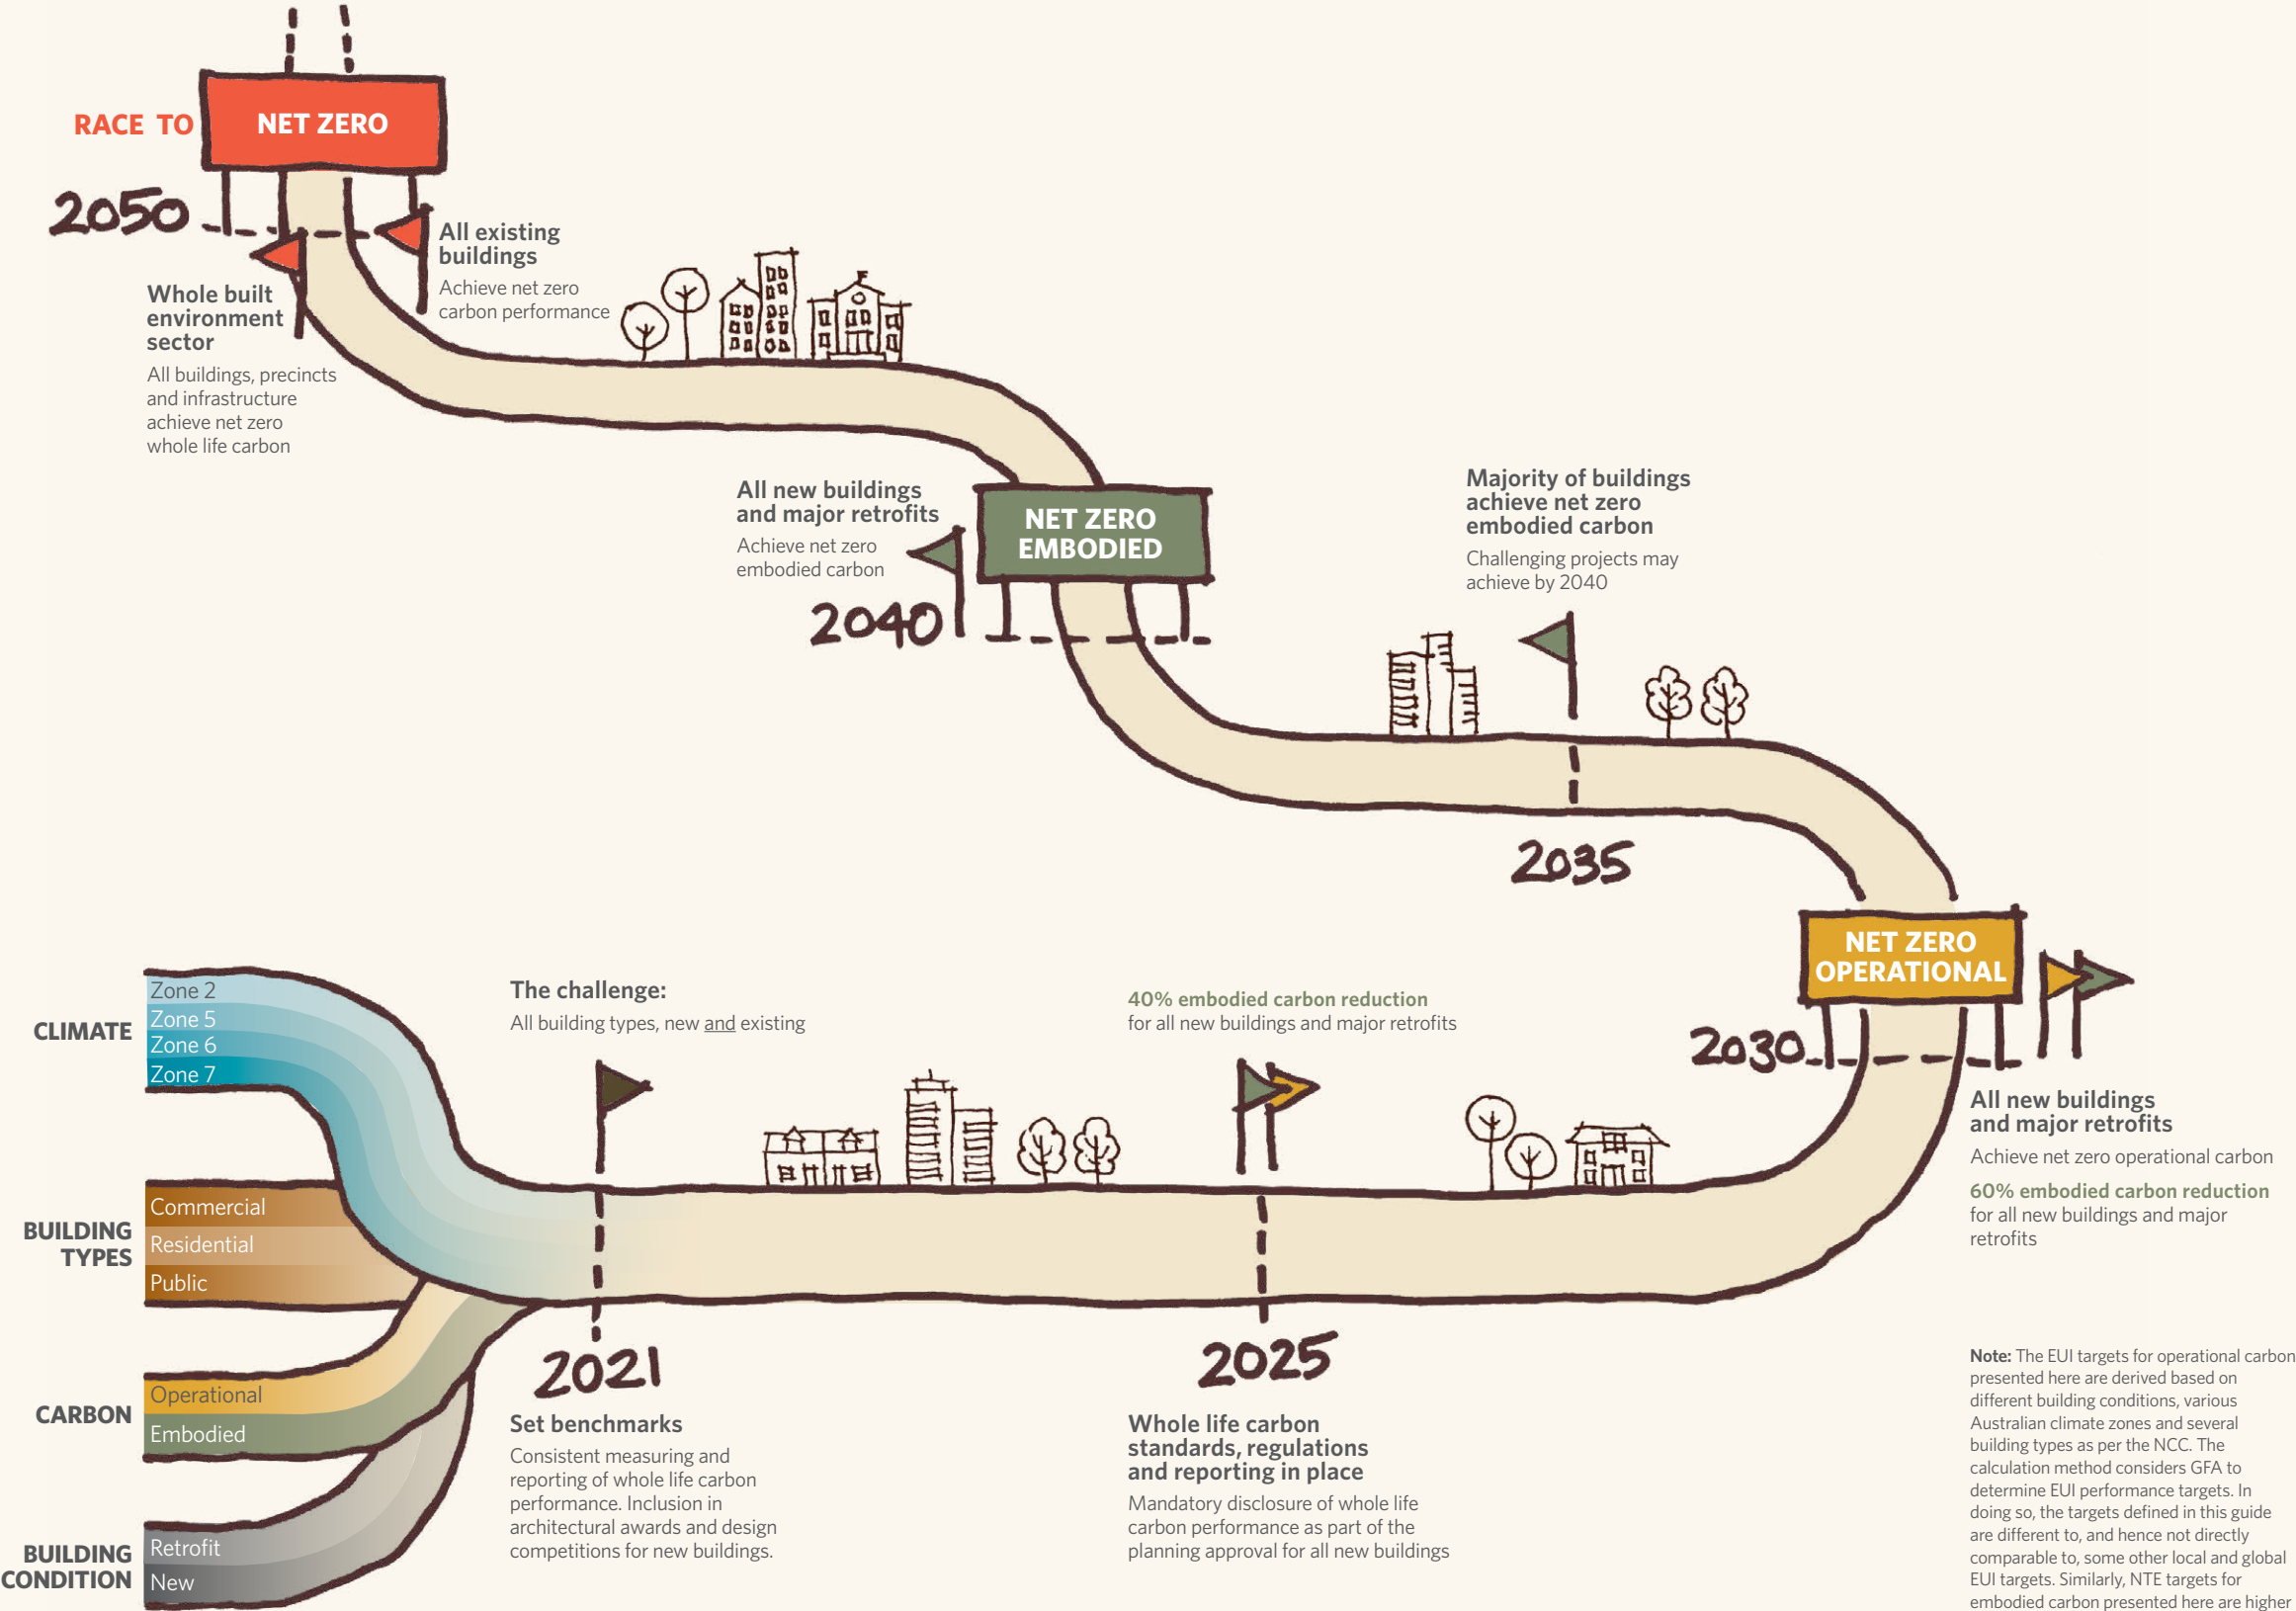 RACE TO
NET ZERO
2050
All existing
buildings
Achieve net zero
carbon performance
Whole built
environment
sector
All buildings, precincts
and infrastructure
achieve net zero
whole life carbon
All new buildings
and major retrofits
Achieve net zero
embodied carbon
NET ZERO
EMBODIED
2040
Majority of buildings
achieve net zero
embodied carbon
Challenging projects may
achieve by 2040
2035
NET ZERO
OPERATIONAL
2030
All new buildings
and major retrofits
Achieve net zero operational carbon
60% embodied carbon reduction
for all new buildings and major
retrofits
CLIMATE
Zone 2
Zone 5
Zone 6
Zone 7
BUILDING
TYPES
Commercial
Residential
Public
CARBON
Operational
Embodied
BUILDING
CONDITION
Retrofit
New
The challenge:
All building types, new and existing
2021
Set benchmarks
Consistent measuring and
reporting of whole life carbon
performance. Inclusion in
architectural awards and design
competitions for new buildings.
40% embodied carbon reduction
for all new buildings and major retrofits
2025
Whole life carbon
standards, regulations
and reporting in place
Mandatory disclosure of whole life
carbon performance as part of the
planning approval for all new buildings
Note: The EUI targets for operational carbon
presented here are derived based on
different building conditions, various
Australian climate zones and several
building types as per the NCC. The
calculation method considers GFA to
determine EUI performance targets. In
doing so, the targets defined in this guide
are different to, and hence not directly
comparable to, some other local and global
EUI targets. Similarly, NTE targets for
embodied carbon presented here are higher